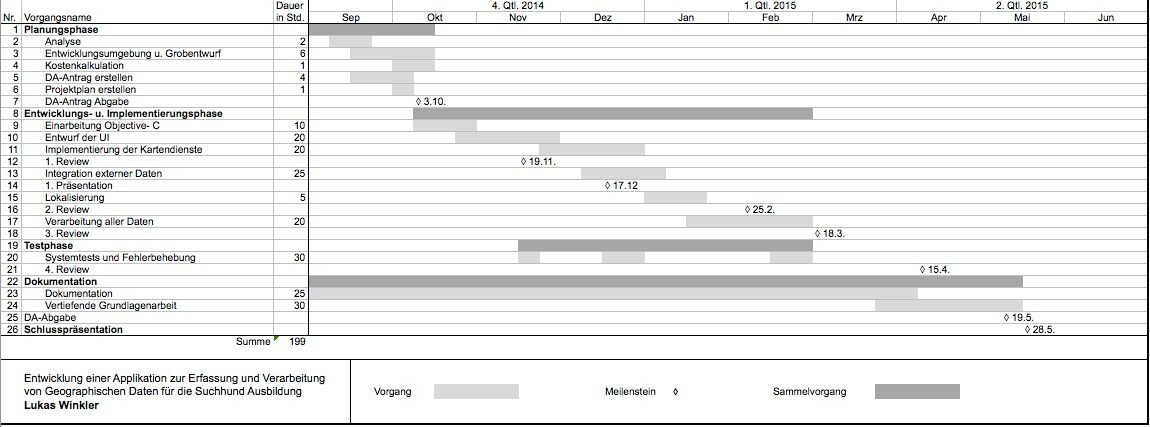 Dauer 4. Qtl. 2014 1. Qtl. 2015 2. Qtl. 2015
Nr. Vorgangsname in Std. Sep Okt Nov Dez Jan Feb Mrz Apr Mai Jun
1 Planungsphase
2 Analyse 2
3 Entwicklungsumgebung u. Grobentwurf 6
4 Kostenkalkulation 1
5 DA-Antrag erstellen 4
6 Projektplan erstellen 1
7 DA-Antrag Abgabe ◊ 3.10.
8 Entwicklungs- u. Implementierungsphase
9 Einarbeitung Objective- C 10
10 Entwurf der UI 20
11 Implementierung der Kartendienste 20
12 1. Review ◊ 19.11.
13 Integration externer Daten 25
14 1. Präsentation ◊ 17.12
15 Lokalisierung 5
16 2. Review ◊ 25.2.
17 Verarbeitung aller Daten 20
18 3. Review ◊ 18.3.
19 Testphase
20 Systemtests und Fehlerbehebung 30
21 4. Review ◊ 15.4.
22 Dokumentation
23 Dokumentation 25
24 Vertiefende Grundlagenarbeit 30
25 DA-Abgabe ◊ 19.5.
26 Schlusspräsentation ◊ 28.5.
Summe 199
Entwicklung einer Applikation zur Erfassung und Verarbeitung
von Geographischen Daten für die Suchhund Ausbildung
Lukas Winkler
Vorgang Meilenstein ◊ Sammelvorgang